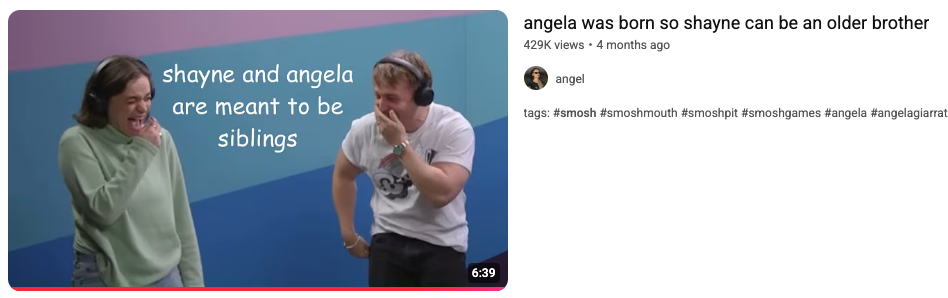 shayne and angela
are meant to be
siblings
6:39
angela was born so shayne can be an older brother
429K views • 4 months ago
angel
tags: #smosh #smoshmouth #smoshpit #smoshgames #angela #angelagiarrat